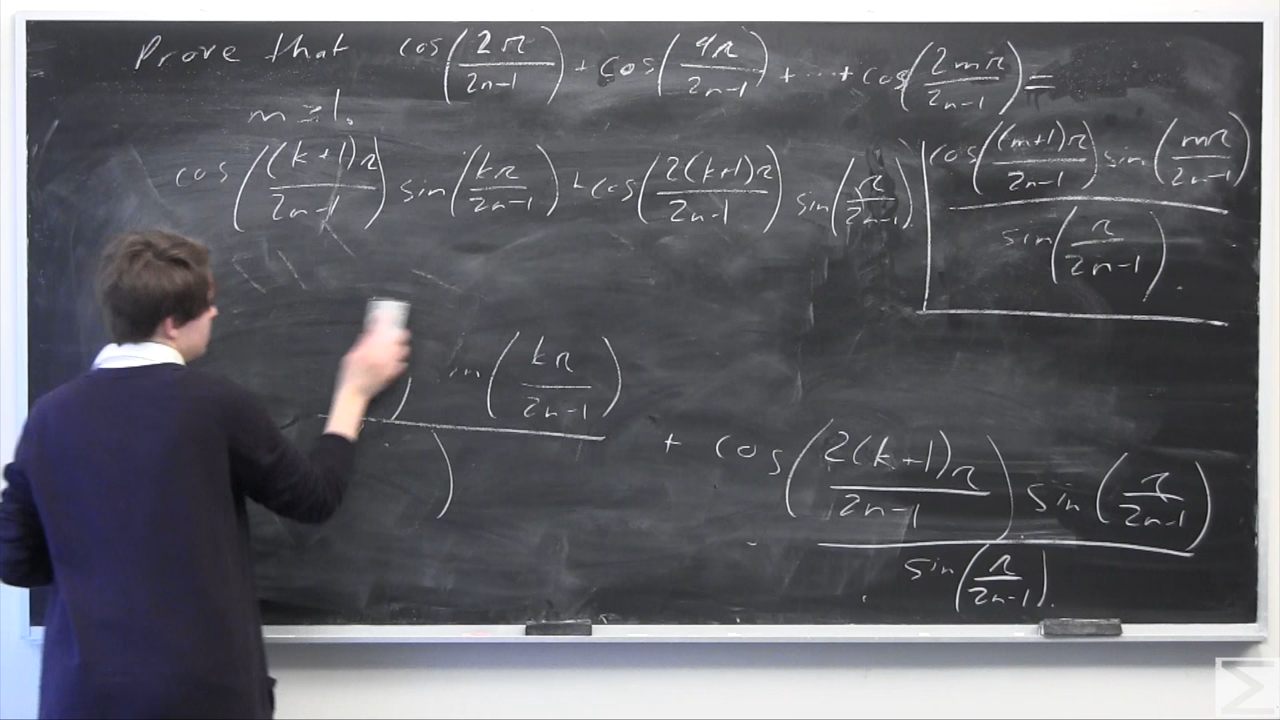 Prove that cos(2π/(2n-1)) + cos(4π/(2n-1)) + ... + cos(2mπ/(2n-1)) =
m ≥ 1.
cos((m+1)π/(2n-1)) sin(mπ/(2n-1)) / sin(π/(2n-1)).
cos((k+1)π/(2n-1)) sin(kπ/(2n-1)) + cos(2(k+1)π/(2n-1)) sin(π/(2n-1)).
) in(kπ/(2n-1))
)
+ cos(2(k+1)π/(2n-1)) sin(π/(2n-1)) / sin(π/(2n-1)).
Σ